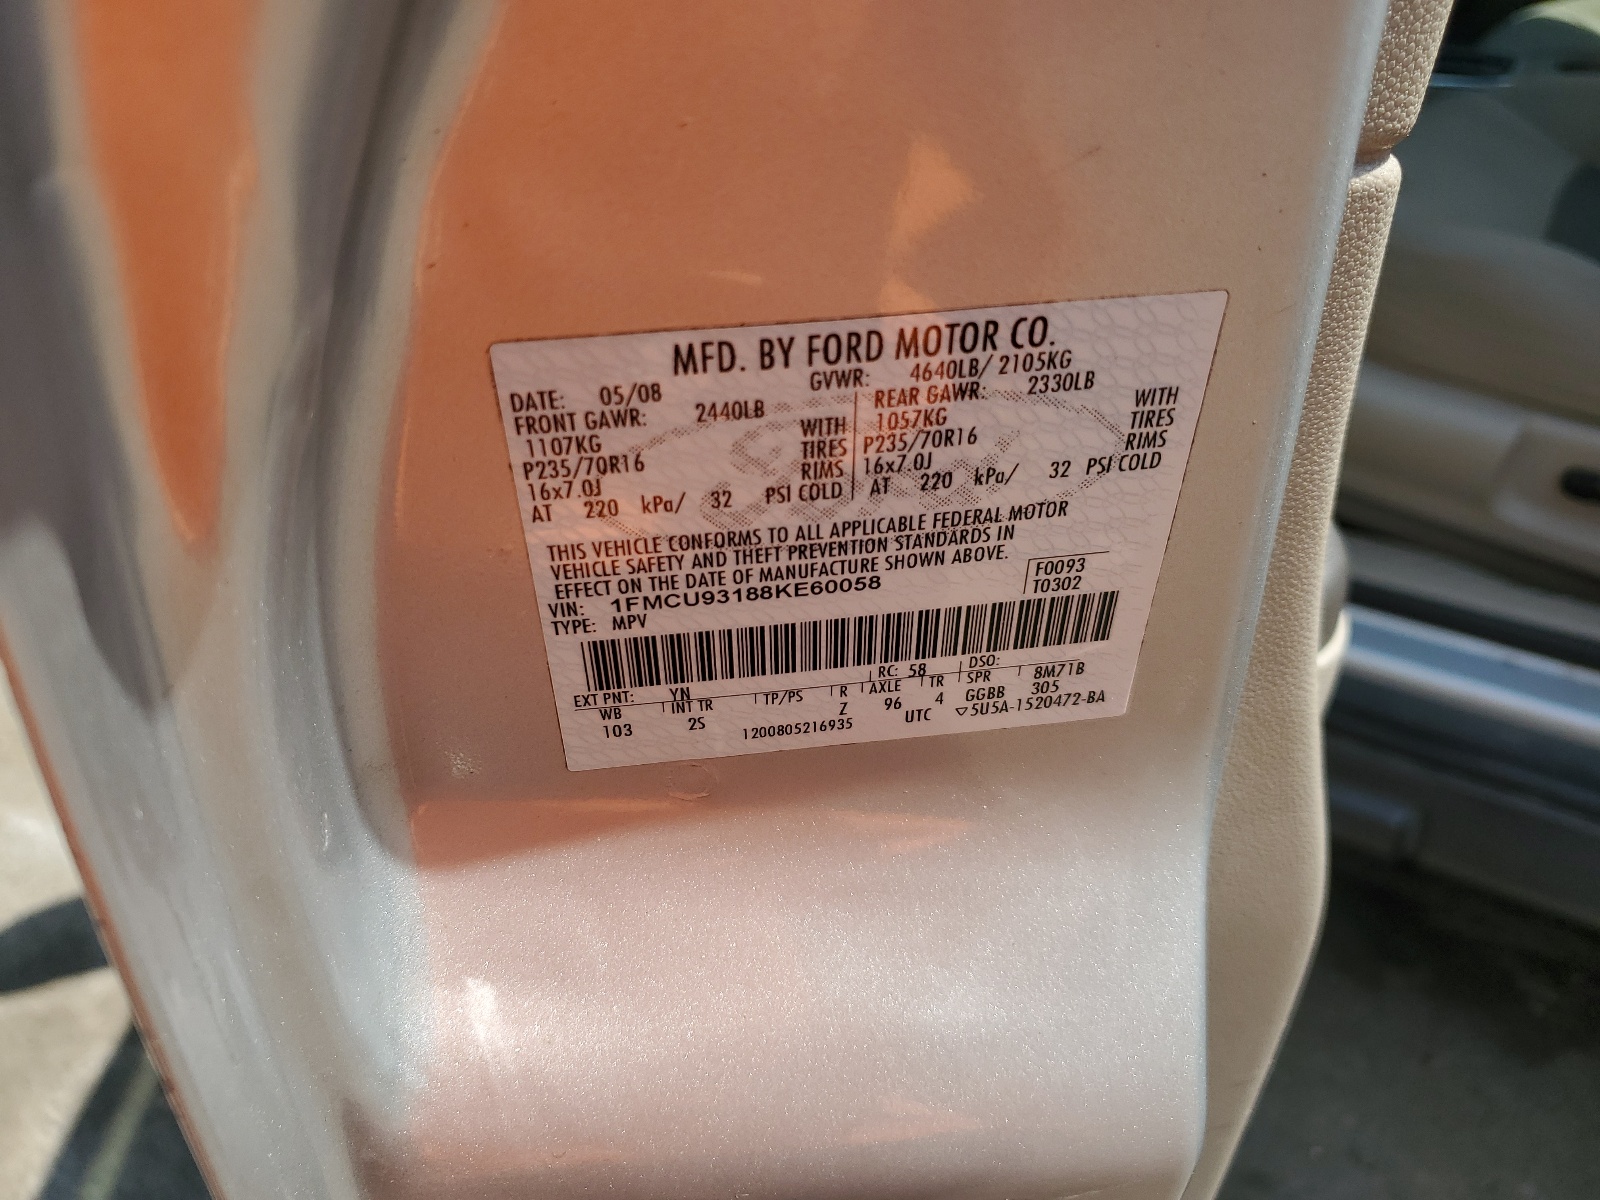 MFD. BY FORD MOTOR CO.
DATE: 05/08 GVWR: 4640LB/ 2105KG
FRONT GAWR: 2440LB REAR GAWR: 2330LB
1107KG WITH 1057KG WITH
P235/70R16 TIRES P235/70R16 TIRES
16x7.0J RIMS 16x7.0J RIMS
AT 220 kPa/ 32 PSI COLD AT 220 kPa/ 32 PSI COLD
THIS VEHICLE CONFORMS TO ALL APPLICABLE FEDERAL MOTOR
VEHICLE SAFETY AND THEFT PREVENTION STANDARDS IN
EFFECT ON THE DATE OF MANUFACTURE SHOWN ABOVE.
VIN: 1FMCU93188KE60058 F0093
TYPE: MPV T0302
EXT PNT: YN RC: 58 DSO:
WB INT TR TP/PS R AXLE TR SPR 8M71B
103 2S Z 96 4 GGBB 305
1200805216935 UTC ▽5U5A-1520472-BA